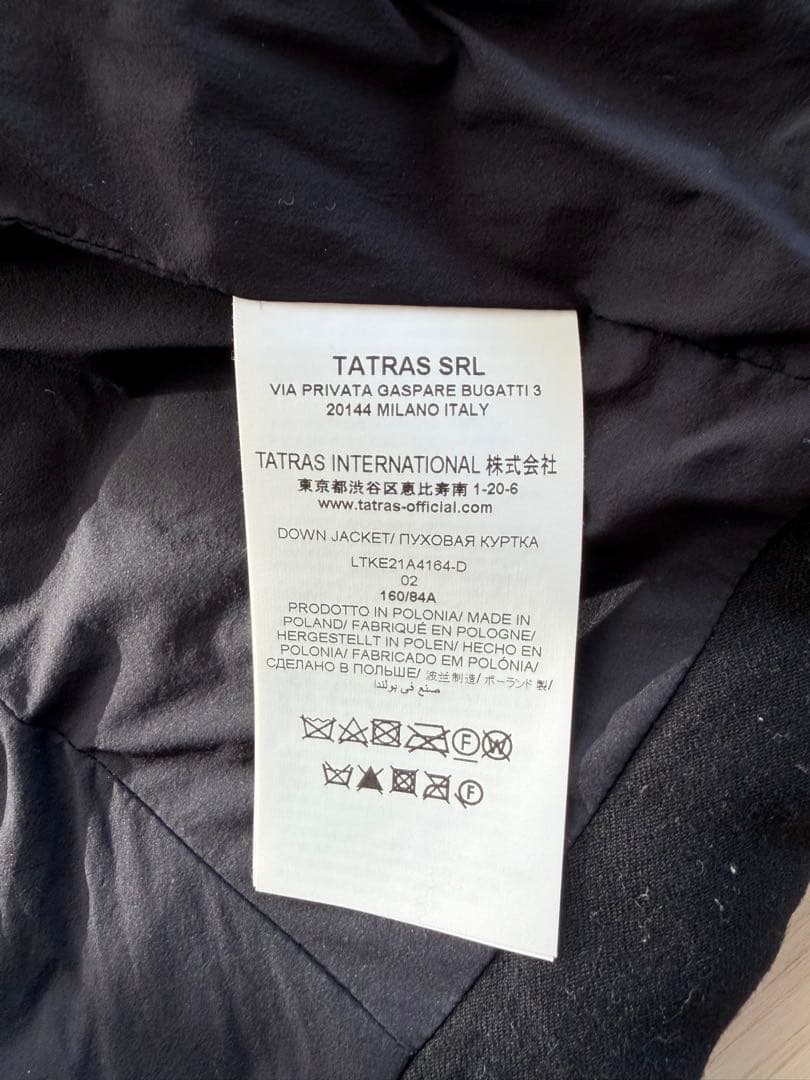 TATRAS SRL
VIA PRIVATA GASPARE BUGATTI 3
20144 MILANO ITALY
TATRAS INTERNATIONAL 株式会社
東京都渋谷区恵比寿南 1-20-6
www.tatras-official.com
DOWN JACKET/ ПУХОВАЯ КУРТКА
LTKE21A4164-D
02
160/84A
PRODOTTO IN POLONIA/ MADE IN
POLAND/ FABRIQUÉ EN POLOGNE/
HERGESTELLT IN POLEN/ HECHO EN
POLONIA/ FABRICADO EM POLÓNIA/
СДЕЛАНО В ПОЛЬШЕ/ 波兰制造/ ポーランド 製/
صنع في بولندا
F W
F